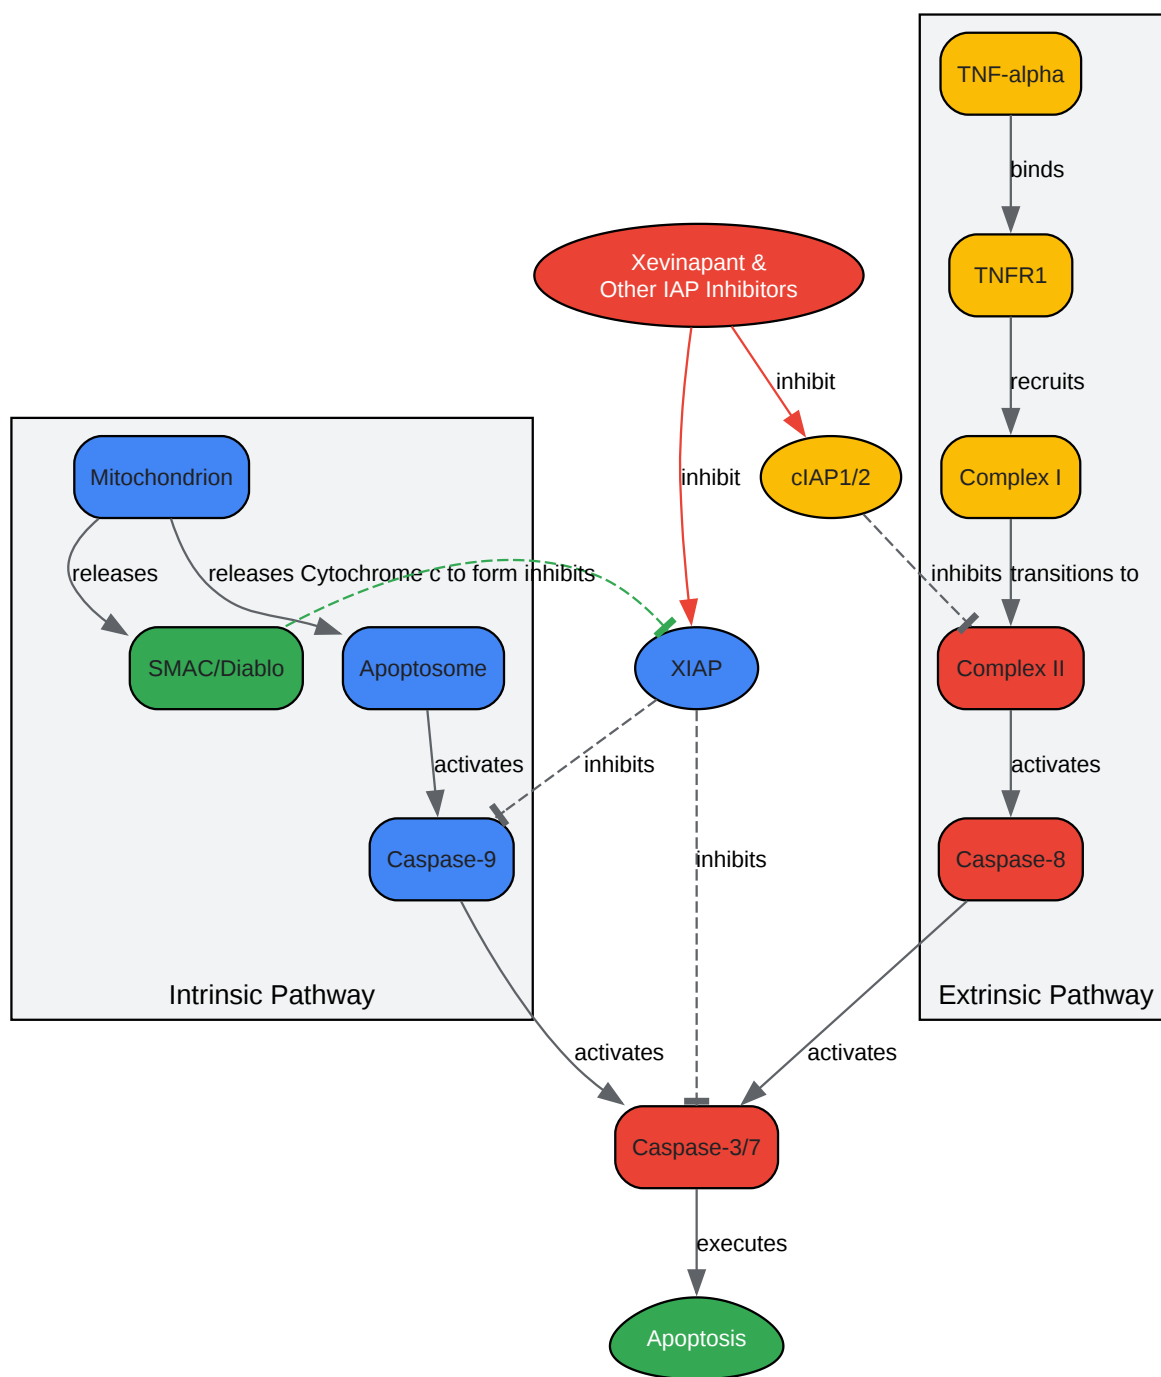 TNF-alpha
binds
Xevinapant &
Other IAP Inhibitors
TNFR1
inhibit
recruits
Mitochondrion
inhibit
cIAP1/2
Complex I
releases
releases Cytochrome c to form
inhibits
inhibits
transitions to
SMAC/Diablo
Apoptosome
XIAP
Complex II
activates
inhibits
activates
Caspase-9
inhibits
Caspase-8
Intrinsic Pathway
Extrinsic Pathway
activates
activates
Caspase-3/7
executes
Apoptosis